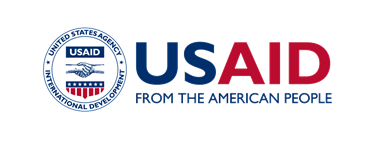 UNITED STATES AGENCY
USAID
INTERNATIONAL DEVELOPMENT
USAID
FROM THE AMERICAN PEOPLE